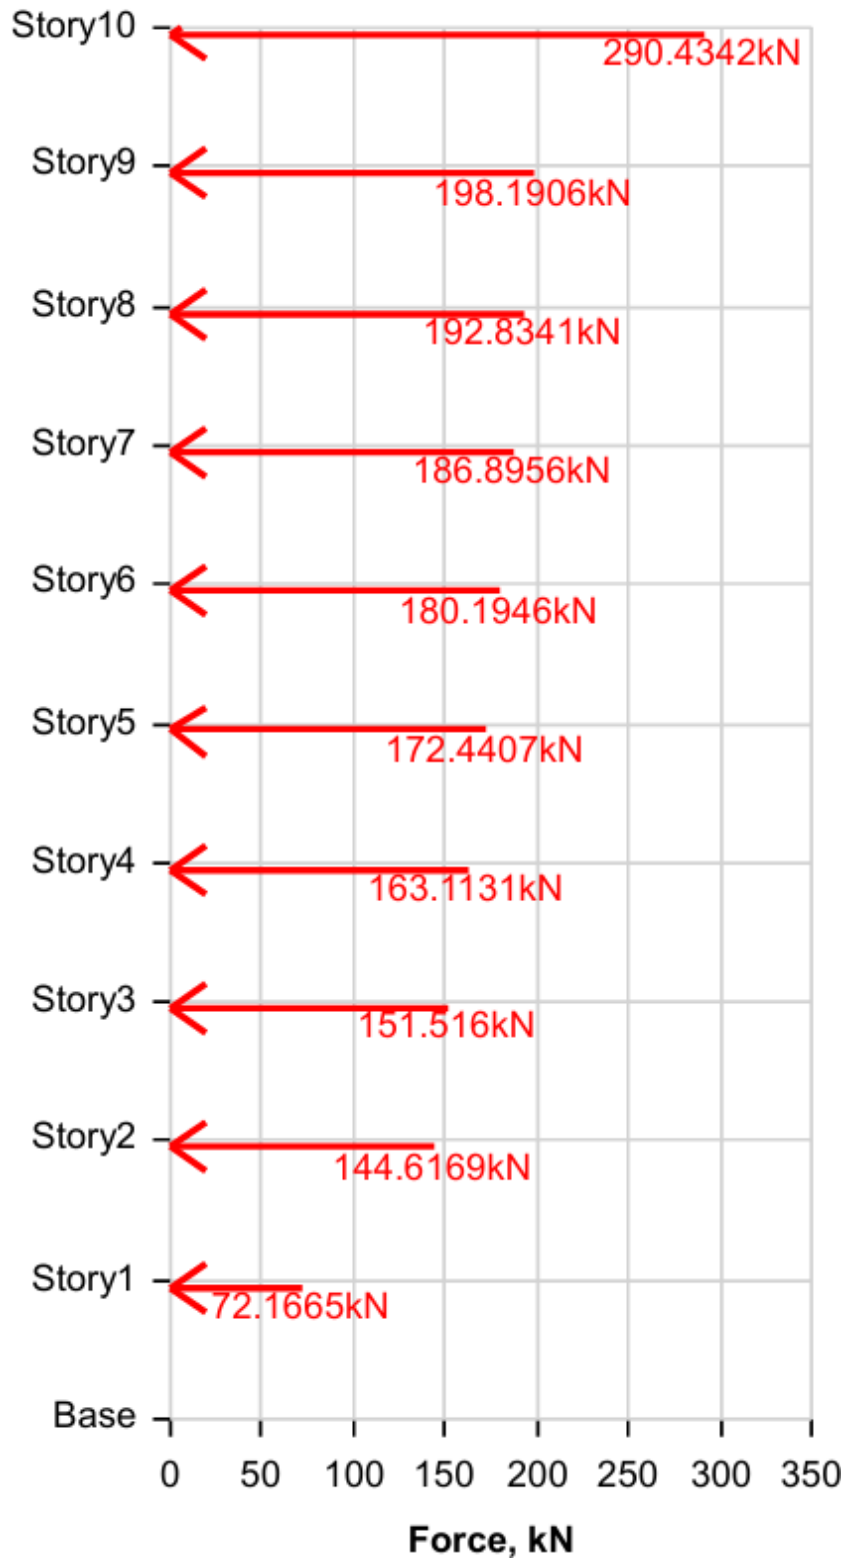 Story10
290.4342kN
Story9
198.1906kN
Story8
192.8341kN
Story7
186.8956kN
Story6
180.1946kN
Story5
172.4407kN
Story4
163.1131kN
Story3
151.516kN
Story2
144.6169kN
Story1
72.1665kN
Base
0 50 100 150 200 250 300 350
Force, kN